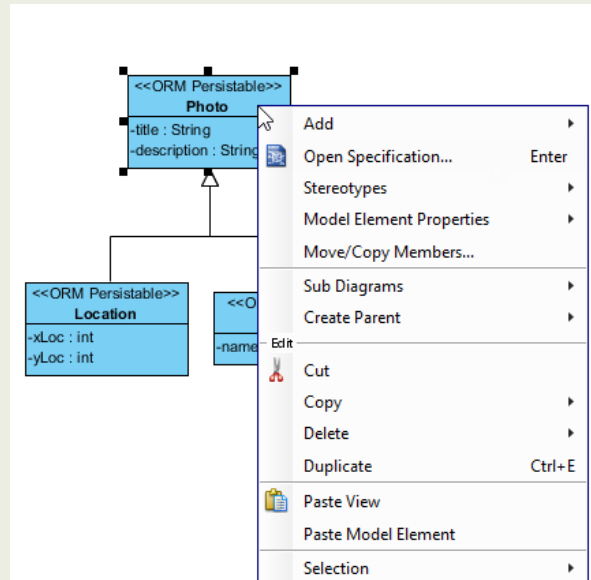 <<ORM Persistable>>
Photo
-title : String
-description : String
<<ORM Persistable>>
Location
-xLoc : int
-yLoc : int
<<O
-name
Add
Open Specification... Enter
Stereotypes
Model Element Properties
Move/Copy Members...
Sub Diagrams
Create Parent
Edit
Cut
Copy
Delete
Duplicate Ctrl+E
Paste View
Paste Model Element
Selection